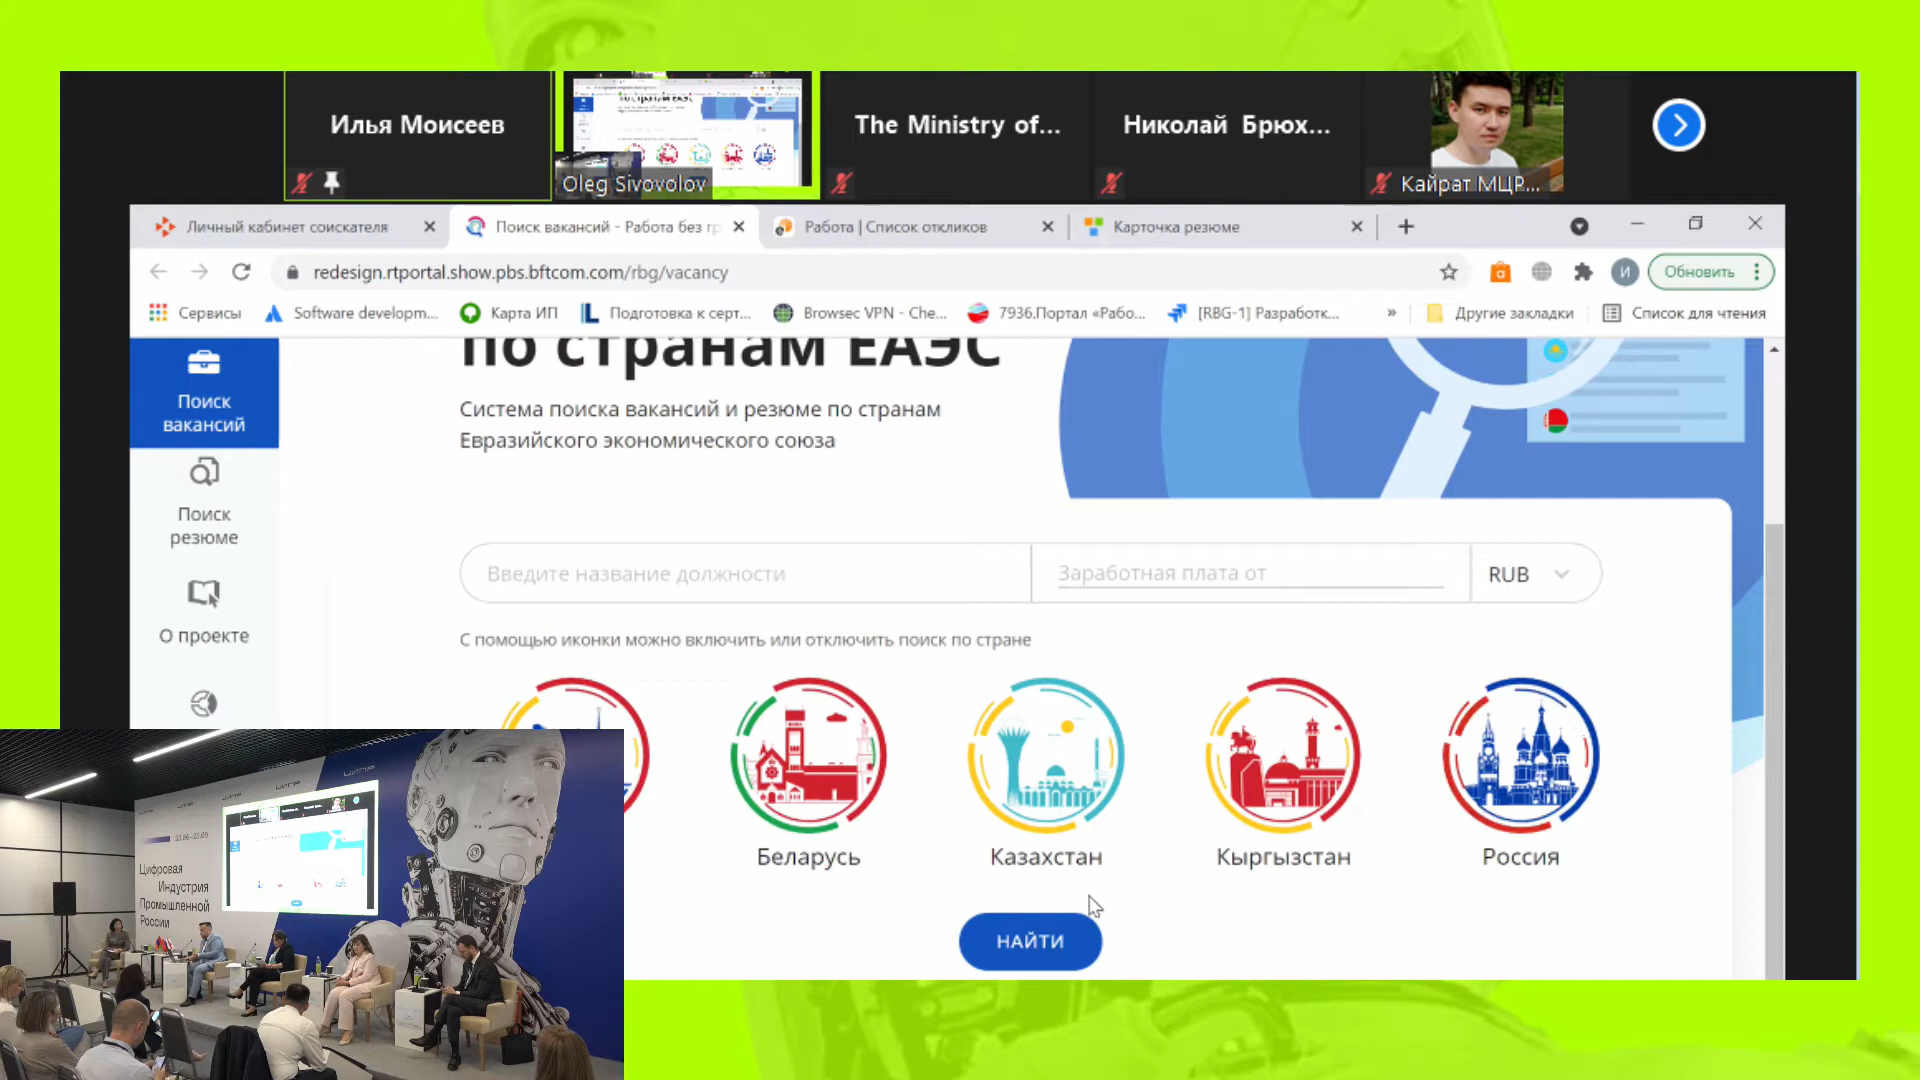 Илья Моисеев
Oleg Sivovolov
The Ministry of...
Николай Брюх...
Кайрат МЦР...
Личный кабинет соискателя
Поиск вакансий - Работа без гр
Работа | Список откликов
Карточка резюме
redesign.rtportal.show.pbs.bftcom.com/rbg/vacancy
И
Обновить
Сервисы
Software developm...
Карта ИП
Подготовка к серт...
Browsec VPN - Che...
7936.Портал «Рабо...
[RBG-1] Разработк...
»
Другие закладки
Список для чтения
Поиск
вакансий
Поиск
резюме
О проекте
по странам ЕАЭС
Система поиска вакансий и резюме по странам
Евразийского экономического союза
Введите название должности
Заработная плата от
RUB
С помощью иконки можно включить или отключить поиск по стране
Беларусь
Казахстан
Кыргызстан
Россия
НАЙТИ
ЦИПР
Цифровая
Индустрия
Промышленной
России